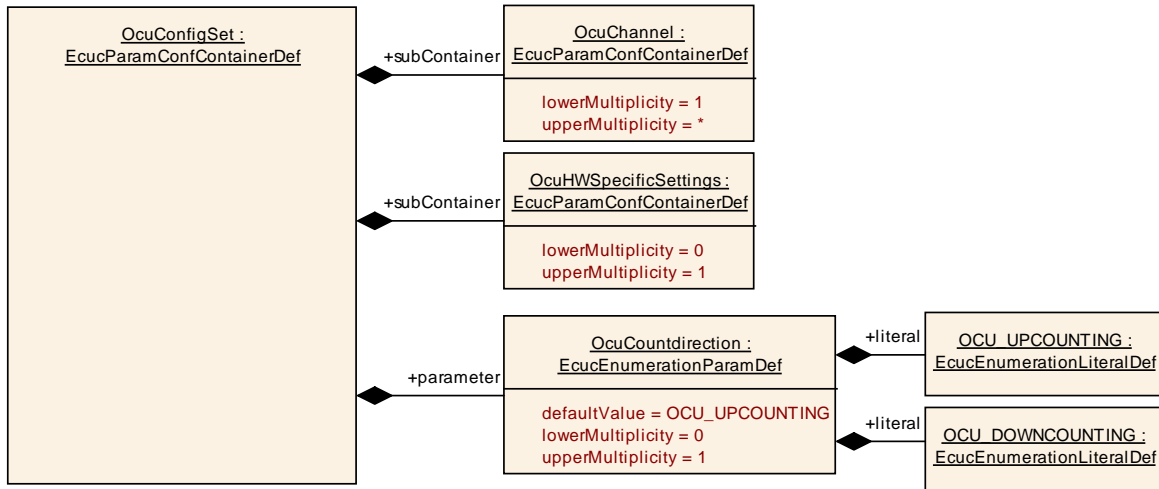 OcuConfigSet :
EcucParamConfContainerDef
+subContainer
OcuChannel :
EcucParamConfContainerDef
lowerMultiplicity = 1
upperMultiplicity = *
+subContainer
OcuHWSpecificSettings :
EcucParamConfContainerDef
lowerMultiplicity = 0
upperMultiplicity = 1
+parameter
OcuCountdirection :
EcucEnumerationParamDef
defaultValue = OCU_UPCOUNTING
lowerMultiplicity = 0
upperMultiplicity = 1
+literal
OCU_UPCOUNTING :
EcucEnumerationLiteralDef
+literal
OCU_DOWNCOUNTING :
EcucEnumerationLiteralDef